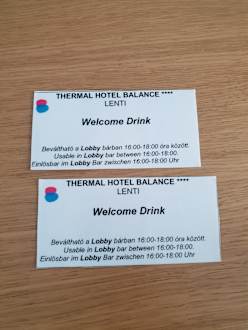 THERMAL HOTEL BALANCE ****
LENTI
Welcome Drink
Beváltható a Lobby bárban 16:00-18:00 óra között.
Usable in Lobby bar between 16:00-18:00.
Einlösbar im Lobby Bar zwischen 16:00-18:00 Uhr
THERMAL HOTEL BALANCE ****
LENTI
Welcome Drink
Beváltható a Lobby bárban 16:00-18:00 óra között.
Usable in Lobby bar between 16:00-18:00.
Einlösbar im Lobby Bar zwischen 16:00-18:00 Uhr